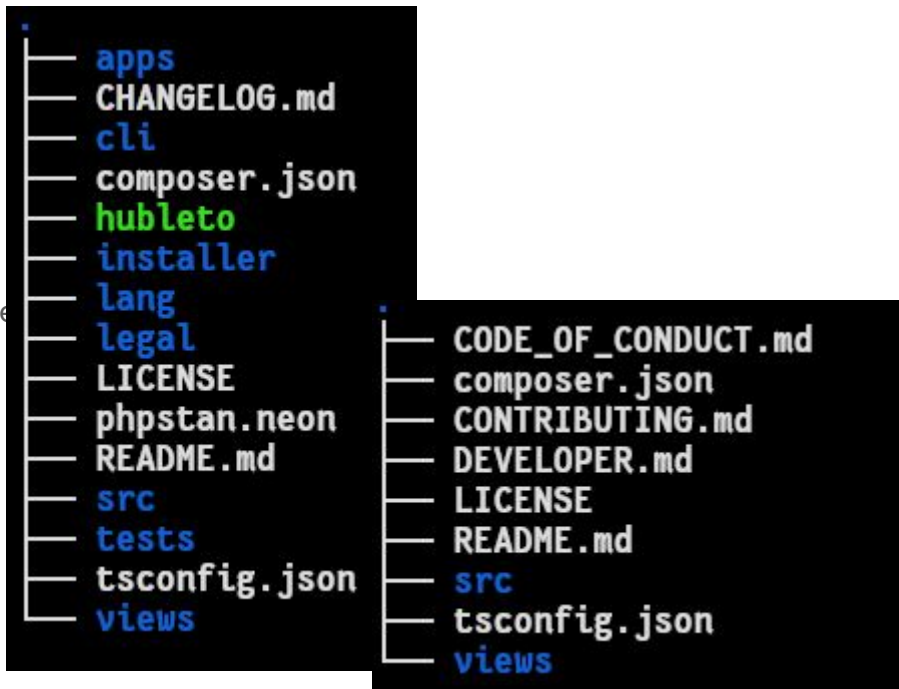 .
├── apps
├── CHANGELOG.md
├── cli
├── composer.json
├── hubleto
├── installer
├── lang
├── legal
├── LICENSE
├── phpstan.neon
├── README.md
├── src
├── tests
├── tsconfig.json
└── views
.
├── CODE_OF_CONDUCT.md
├── composer.json
├── CONTRIBUTING.md
├── DEVELOPER.md
├── LICENSE
├── README.md
├── src
├── tsconfig.json
└── views